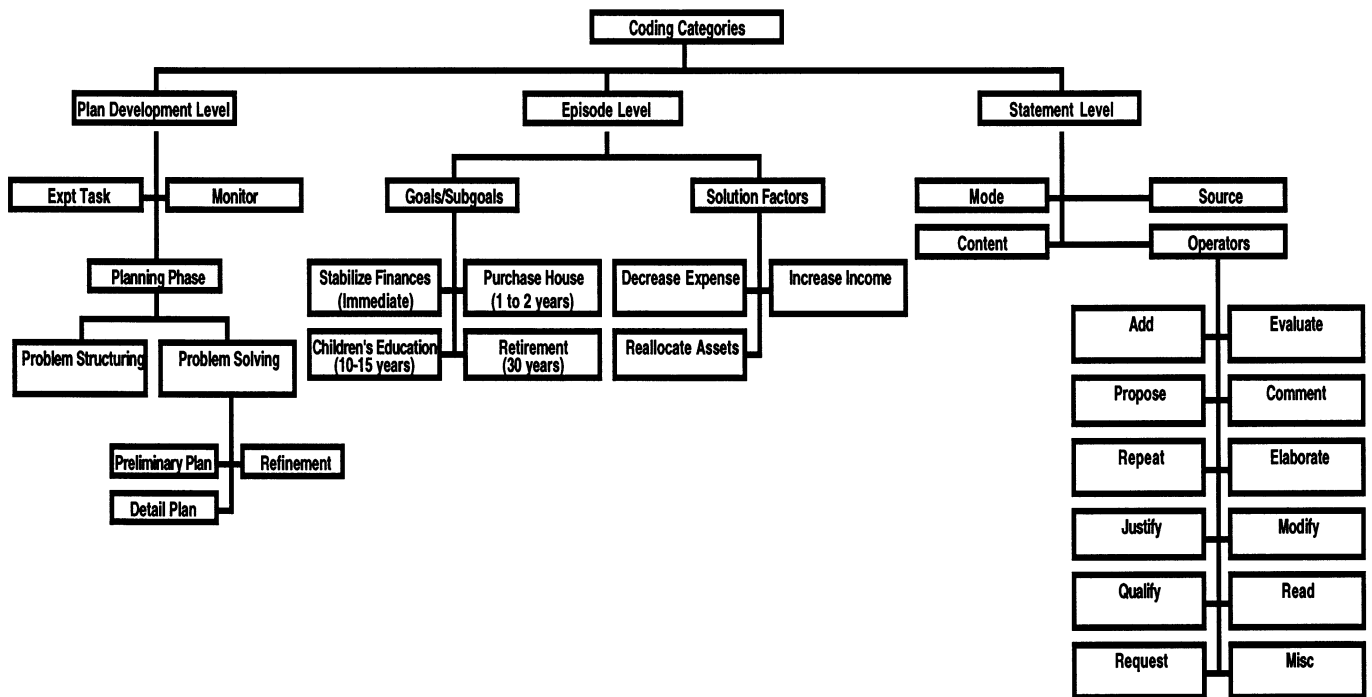 Coding Categories
Plan Development Level
Episode Level
Statement Level
Expt Task
Monitor
Goals/Subgoals
Solution Factors
Mode
Source
Content
Operators
Planning Phase
Stabilize Finances
(Immediate)
Purchase House
(1 to 2 years)
Decrease Expense
Increase Income
Add
Evaluate
Problem Structuring
Problem Solving
Children's Education
(10-15 years)
Retirement
(30 years)
Reallocate Assets
Propose
Comment
Preliminary Plan
Refinement
Repeat
Elaborate
Detail Plan
Justify
Modify
Qualify
Read
Request
Misc